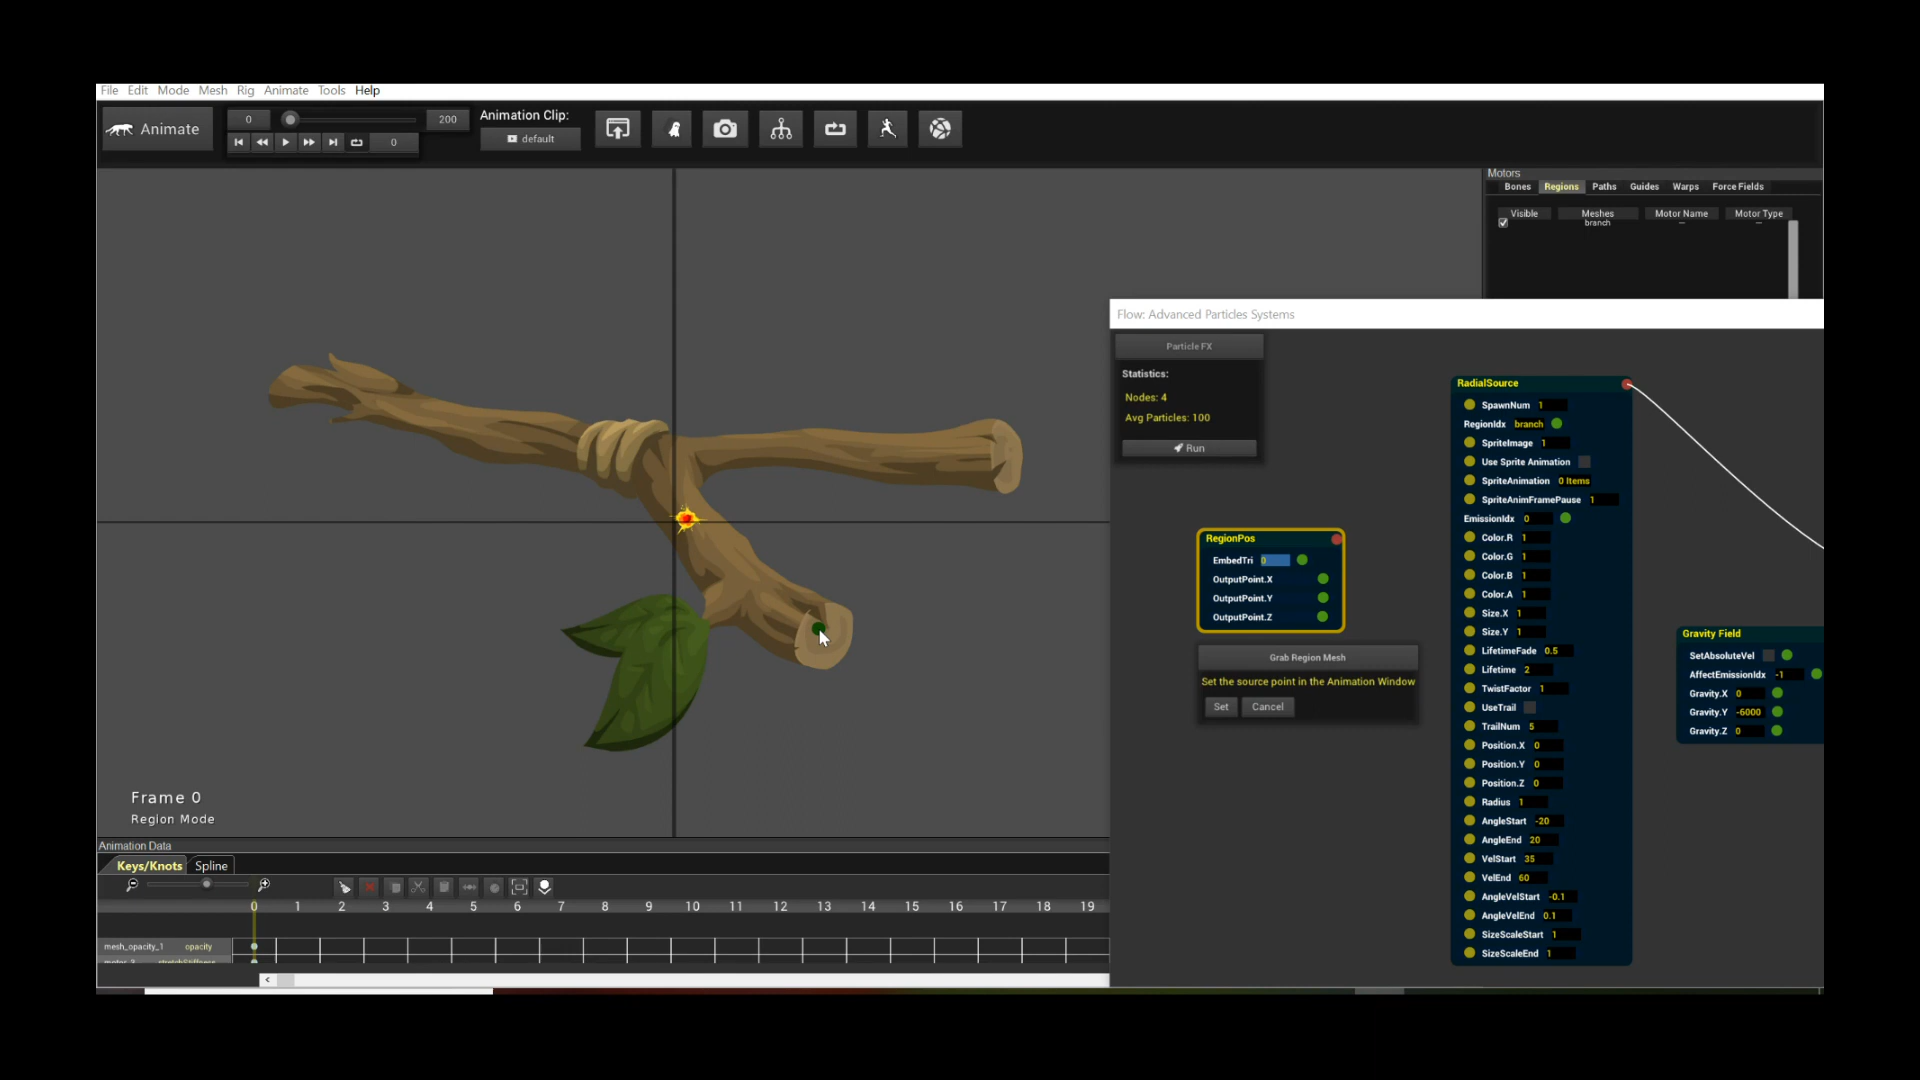 File Edit Mode Mesh Rig Animate Tools Help
Animate
0
200
0
Animation Clip:
default
Motors
Bones Regions Paths Guides Warps Force Fields
Visible Meshes Motor Name Motor Type
branch
Flow: Advanced Particles Systems
Particle FX
Statistics:
Nodes: 4
Avg Particles: 100
Run
RegionPos
EmbedTri 0
OutputPoint.X
OutputPoint.Y
OutputPoint.Z
Grab Region Mesh
Set the source point in the Animation Window
Set Cancel
RadialSource
SpawnNum 1
RegionIdx branch
SpriteImage 1
Use Sprite Animation
SpriteAnimation 0 Items
SpriteAnimFramePause 1
EmissionIdx 0
Color.R 1
Color.G 1
Color.B 1
Color.A 1
Size.X 1
Size.Y 1
LifetimeFade 0.5
Lifetime 2
TwistFactor 1
UseTrail
TrailNum 5
Position.X 0
Position.Y 0
Position.Z 0
Radius 1
AngleStart -20
AngleEnd 20
VelStart 35
VelEnd 60
AngleVelStart -0.1
AngleVelEnd 0.1
SizeScaleStart 1
SizeScaleEnd 1
Gravity Field
SetAbsoluteVel
AffectEmissionIdx -1
Gravity.X 0
Gravity.Y -6000
Gravity.Z 0
Frame 0
Region Mode
Animation Data
Keys/Knots Spline
0 1 2 3 4 5 6 7 8 9 10 11 12 13 14 15 16 17 18 19
mesh_opacity_1 opacity